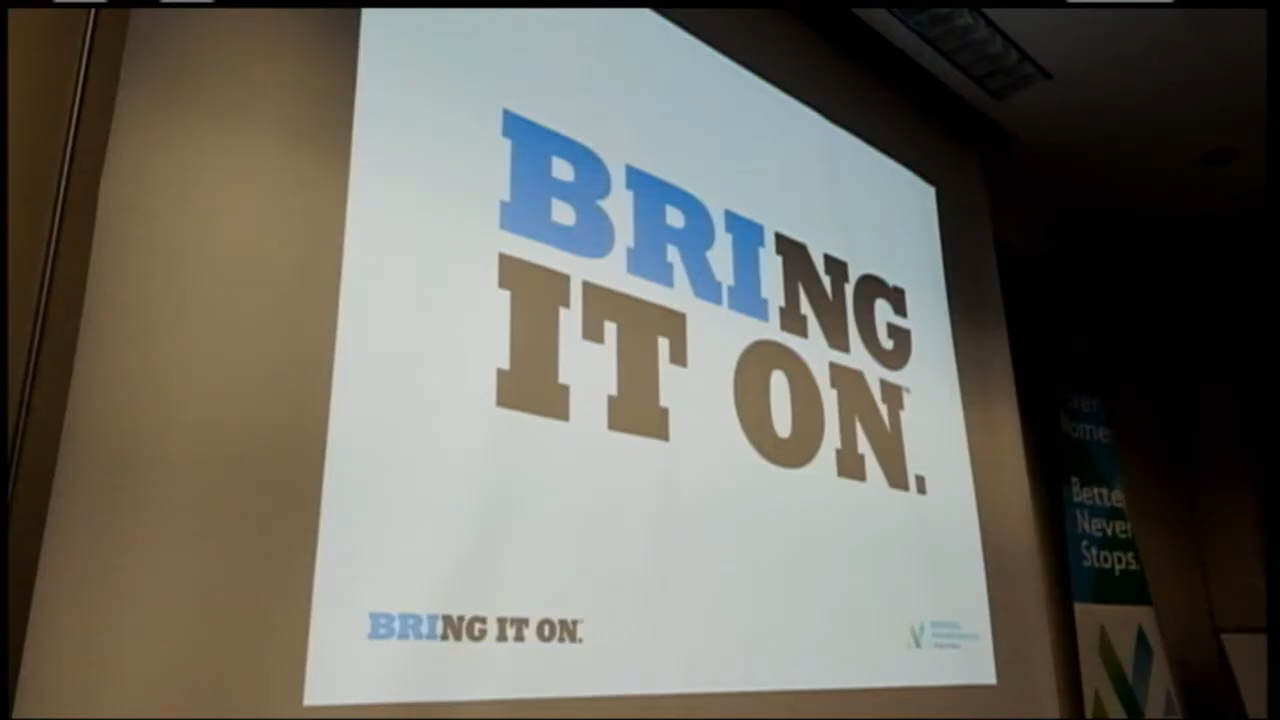 BRING
IT ON.
BRING IT ON.
Better
Never
Stops.